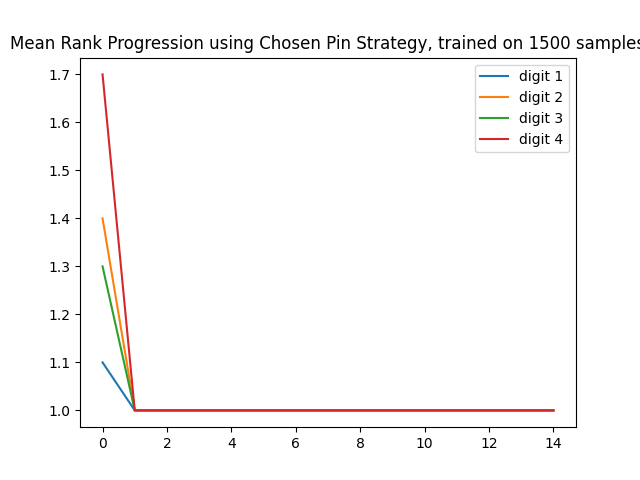 Mean Rank Progression using Chosen Pin Strategy, trained on 1500 samples
1.7
1.6
1.5
1.4
1.3
1.2
1.1
1.0
digit 1
digit 2
digit 3
digit 4
0 2 4 6 8 10 12 14